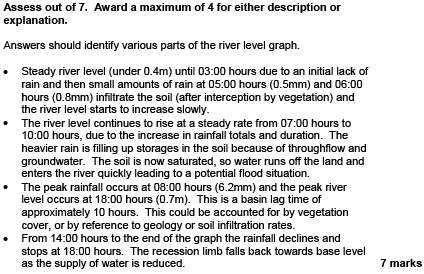 Assess out of 7.  Award a maximum of 4 for either description or
explanation.
Answers should identify various parts of the river level graph.
• Steady river level (under 0.4m) until 03:00 hours due to an initial lack of
rain and then small amounts of rain at 05:00 hours (0.5mm) and 06:00
hours (0.8mm) infiltrate the soil (after interception by vegetation) and
the river level starts to increase slowly.
• The river level continues to rise at a steady rate from 07:00 hours to
10:00 hours, due to the increase in rainfall totals and duration.  The
heavier rain is filling up storages in the soil because of throughflow and
groundwater.  The soil is now saturated, so water runs off the land and
enters the river quickly leading to a potential flood situation.
• The peak rainfall occurs at 08:00 hours (6.2mm) and the peak river
level occurs at 18:00 hours (0.7m).  This is a basin lag time of
approximately 10 hours.  This could be accounted for by vegetation
cover, or by reference to geology or soil infiltration rates.
• From 14:00 hours to the end of the graph the rainfall declines and
stops at 18:00 hours.  The recession limb falls back towards base level
as the supply of water is reduced. 7 marks